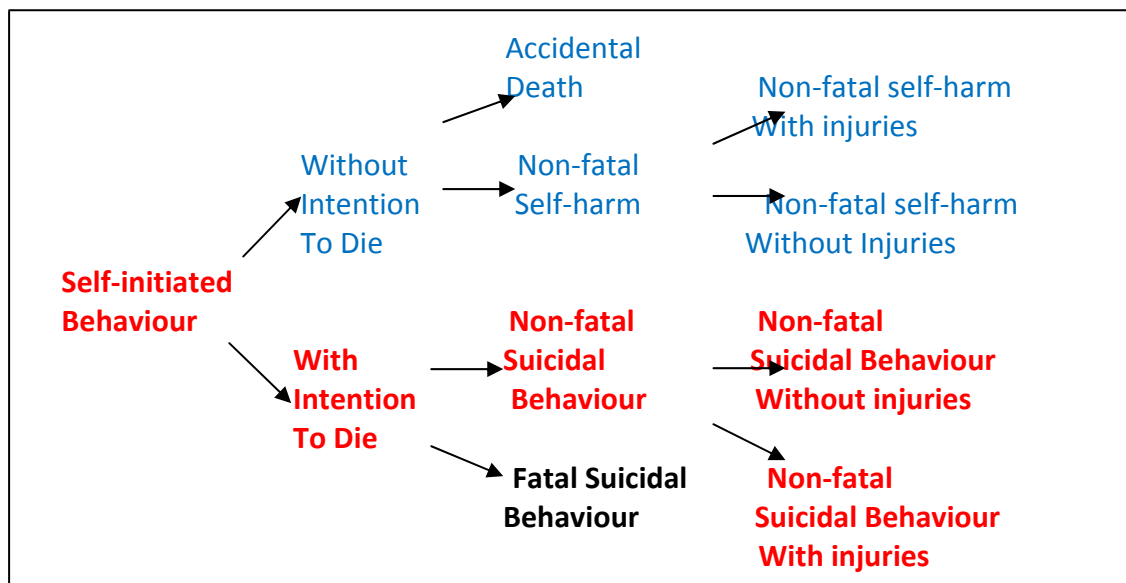 Accidental
Death
Non-fatal self-harm
With injuries
Without
Intention
To Die
Non-fatal
Self-harm
Non-fatal self-harm
Without Injuries
Self-initiated
Behaviour
With
Intention
To Die
Non-fatal
Suicidal
Behaviour
Non-fatal
Suicidal Behaviour
Without injuries
Fatal Suicidal
Behaviour
Non-fatal
Suicidal Behaviour
With injuries